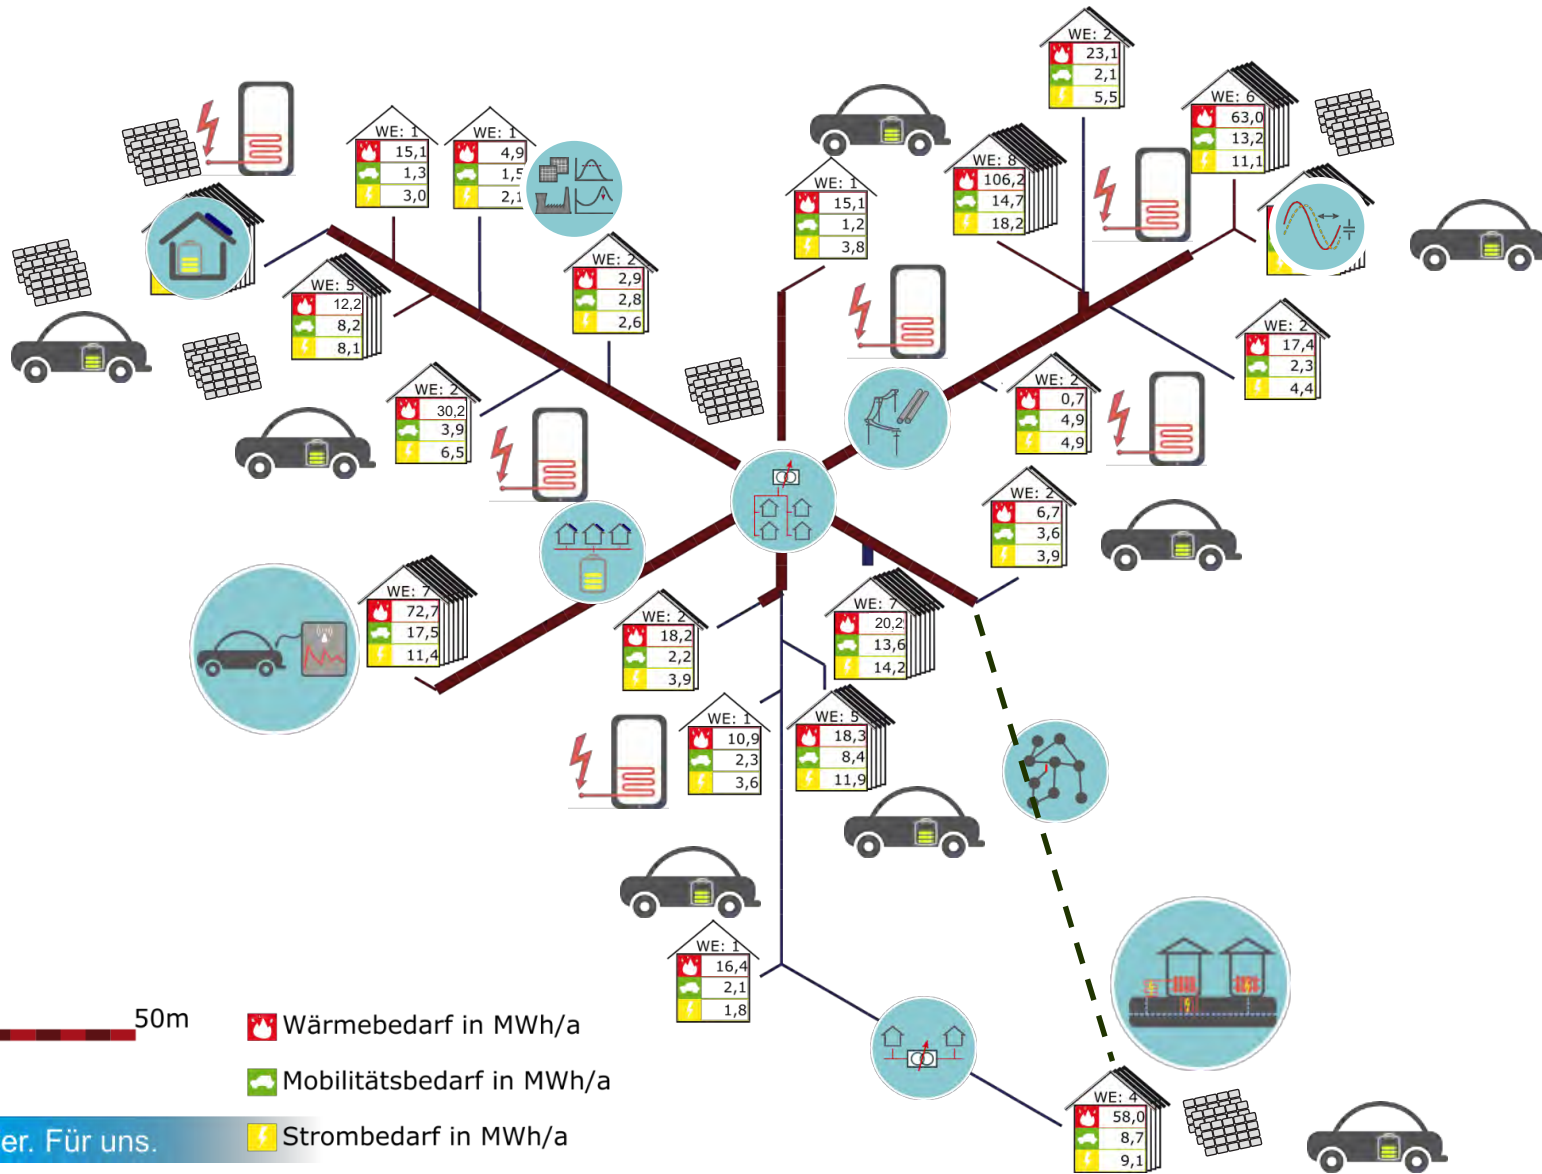 WE: 2
23,1
2,1
5,5
WE: 6
63,0
13,2
11,1
WE: 1
15,1
1,3
3,0
WE: 1
4,9
1,5
2,1
WE: 8
106,2
14,7
18,2
WE: 1
15,1
1,2
3,8
WE: 2
2,9
2,8
2,6
WE: 5
12,2
8,2
8,1
WE: 2
17,4
2,3
4,4
WE: 2
30,2
3,9
6,5
WE: 2
0,7
4,9
4,9
WE: 2
6,7
3,6
3,9
WE: 7
72,7
17,5
11,4
WE: 2
18,2
2,2
3,9
WE: 7
20,2
13,6
14,2
WE: 1
10,9
2,3
3,6
WE: 5
18,3
8,4
11,9
WE: 1
16,4
2,1
1,8
WE: 4
58,0
8,7
9,1
50m
Wärmebedarf in MWh/a
Mobilitätsbedarf in MWh/a
Strombedarf in MWh/a
er. Für uns.